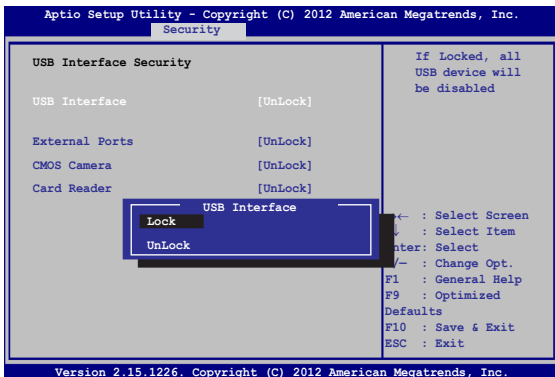 Aptio Setup Utility - Copyright (C) 2012 American Megatrends, Inc.
Security
USB Interface Security
USB Interface [UnLock]
External Ports [UnLock]
CMOS Camera [UnLock]
Card Reader [UnLock]
USB Interface
Lock
UnLock
If Locked, all
USB device will
be disabled
→← : Select Screen
↓ : Select Item
nter: Select
/— : Change Opt.
F1 : General Help
F9 : Optimized
Defaults
F10 : Save & Exit
ESC : Exit
Version 2.15.1226. Copyright (C) 2012 American Megatrends, Inc.